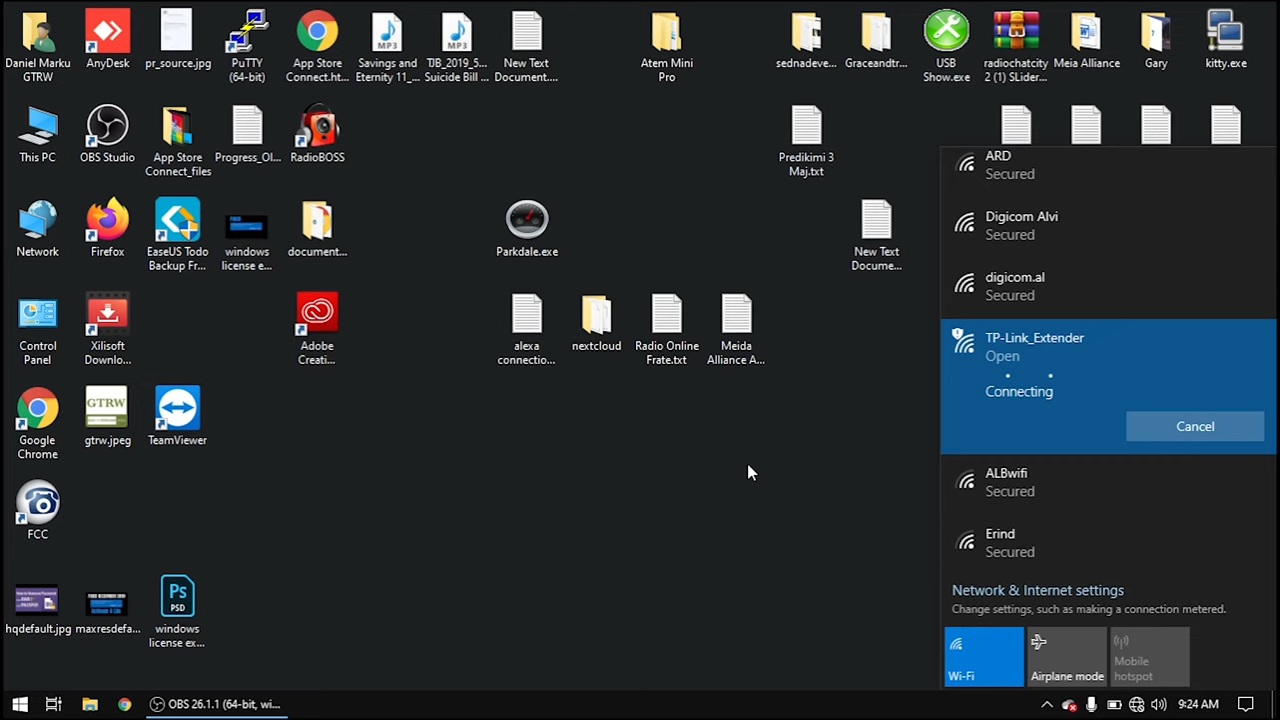 Daniel Marku
GTRW
AnyDesk
pr_source.jpg
PuTTY
(64-bit)
App Store
Connect.ht...
Savings and
Eternity 11_...
TJB_2019_5...
Suicide Bill ...
New Text
Document....
Atem Mini
Pro
sednadeve...
Graceandtr...
USB
Show.exe
radiochatcity
2 (1) SLider...
Meia Alliance
Gary
kitty.exe
This PC
OBS Studio
App Store
Connect_files
Progress_Ol...
RadioBOSS
Predikimi 3
Maj.txt
Network
Firefox
EaseUS Todo
Backup Fr...
windows
license e...
document...
Parkdale.exe
New Text
Docume...
Control
Panel
Xilisoft
Downlo...
Adobe
Creati...
alexa
connectio...
nextcloud
Radio Online
Frate.txt
Meida
Alliance A...
Google
Chrome
GTRW
gtrw.jpeg
TeamViewer
FCC
hqdefault.jpg
maxresdefa...
Ps
PSD
windows
license ex...
ARD
Secured
Digicom Alvi
Secured
digicom.al
Secured
TP-Link_Extender
Open
Connecting
Cancel
ALBwifi
Secured
Erind
Secured
Network & Internet settings
Change settings, such as making a connection metered.
Wi-Fi
Airplane mode
Mobile
hotspot
OBS 26.1.1 (64-bit, wi...
9:24 AM